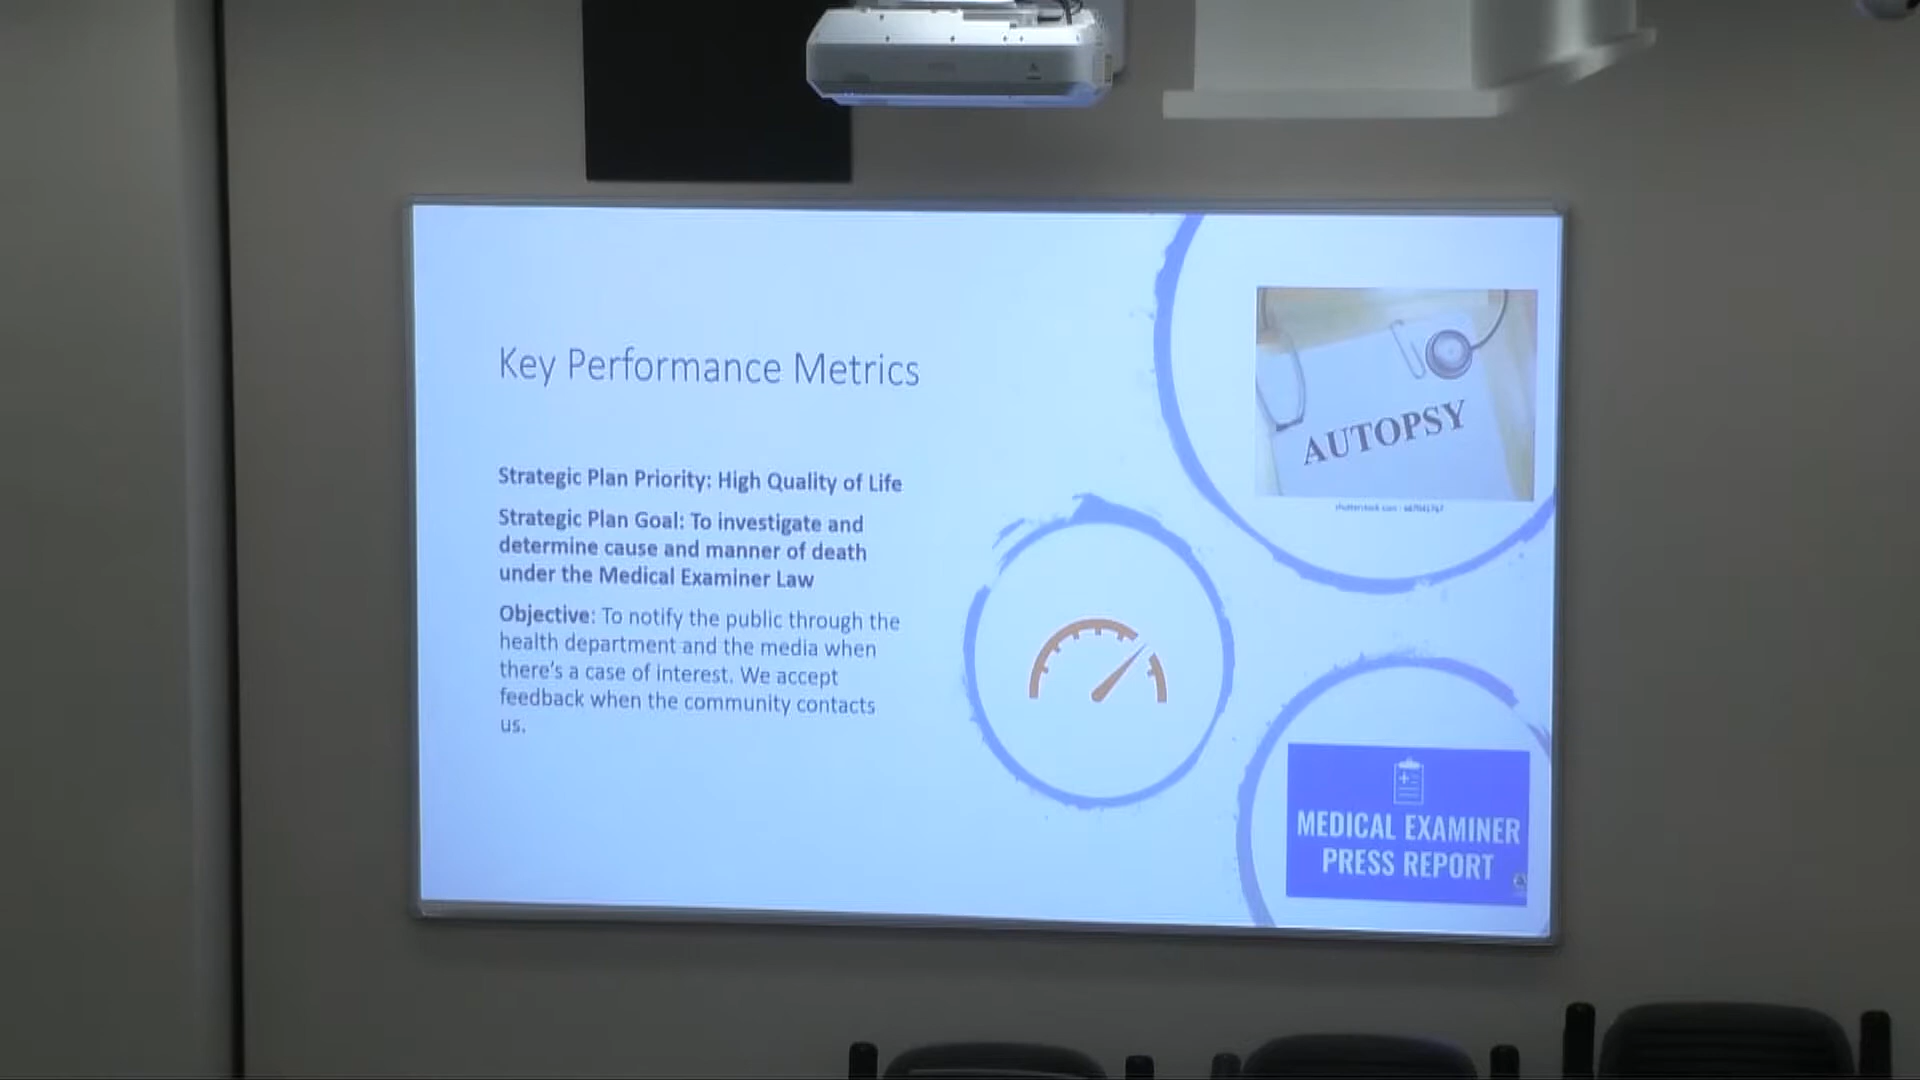 Key Performance Metrics
Strategic Plan Priority: High Quality of Life
Strategic Plan Goal: To investigate and
determine cause and manner of death
under the Medical Examiner Law
Objective: To notify the public through the
health department and the media when
there's a case of interest. We accept
feedback when the community contacts
us.
AUTOPSY
MEDICAL EXAMINER
PRESS REPORT